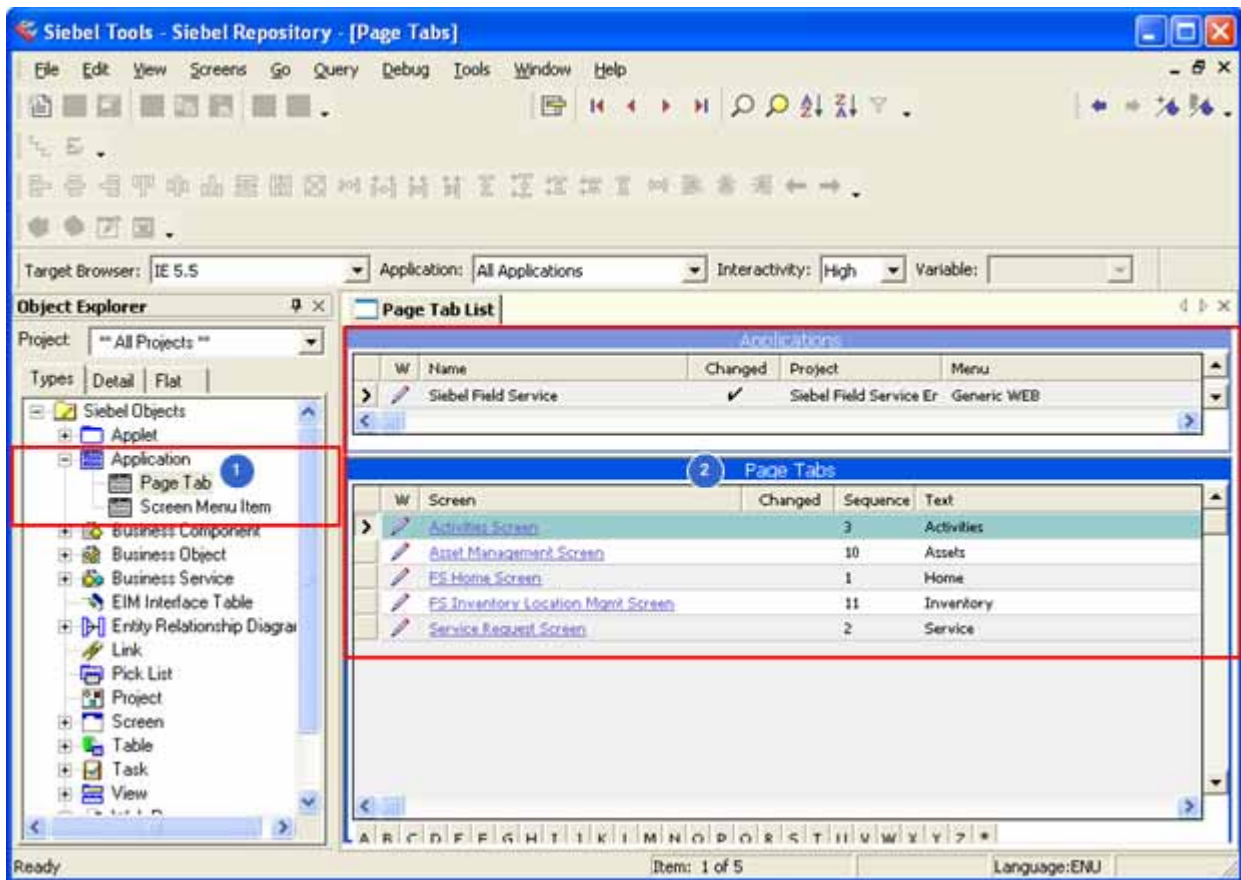 Siebel Tools - Siebel Repository - [Page Tabs]
File Edit View Screens Go Query Debug Tools Window Help
Target Browser: IE 5.5 Application: All Applications Interactivity: High Variable:
Object Explorer
Project: ** All Projects **
Types Detail Flat
Siebel Objects
Applet
Application
Page Tab
1
Screen Menu Item
Business Component
Business Object
Business Service
EIM Interface Table
Entity Relationship Diagrar
Link
Pick List
Project
Screen
Table
Task
View
Page Tab List
Applications
W Name Changed Project Menu
Siebel Field Service ✓ Siebel Field Service Er Generic WEB
2 Page Tabs
W Screen Changed Sequence Text
Activities Screen 3 Activities
Asset Management Screen 10 Assets
FS Home Screen 1 Home
FS Inventory Location Mgmt Screen 11 Inventory
Service Request Screen 2 Service
A B C D E F G H I J K L M N O P Q R S T U V W X Y Z *
Ready Item: 1 of 5 Language:ENU